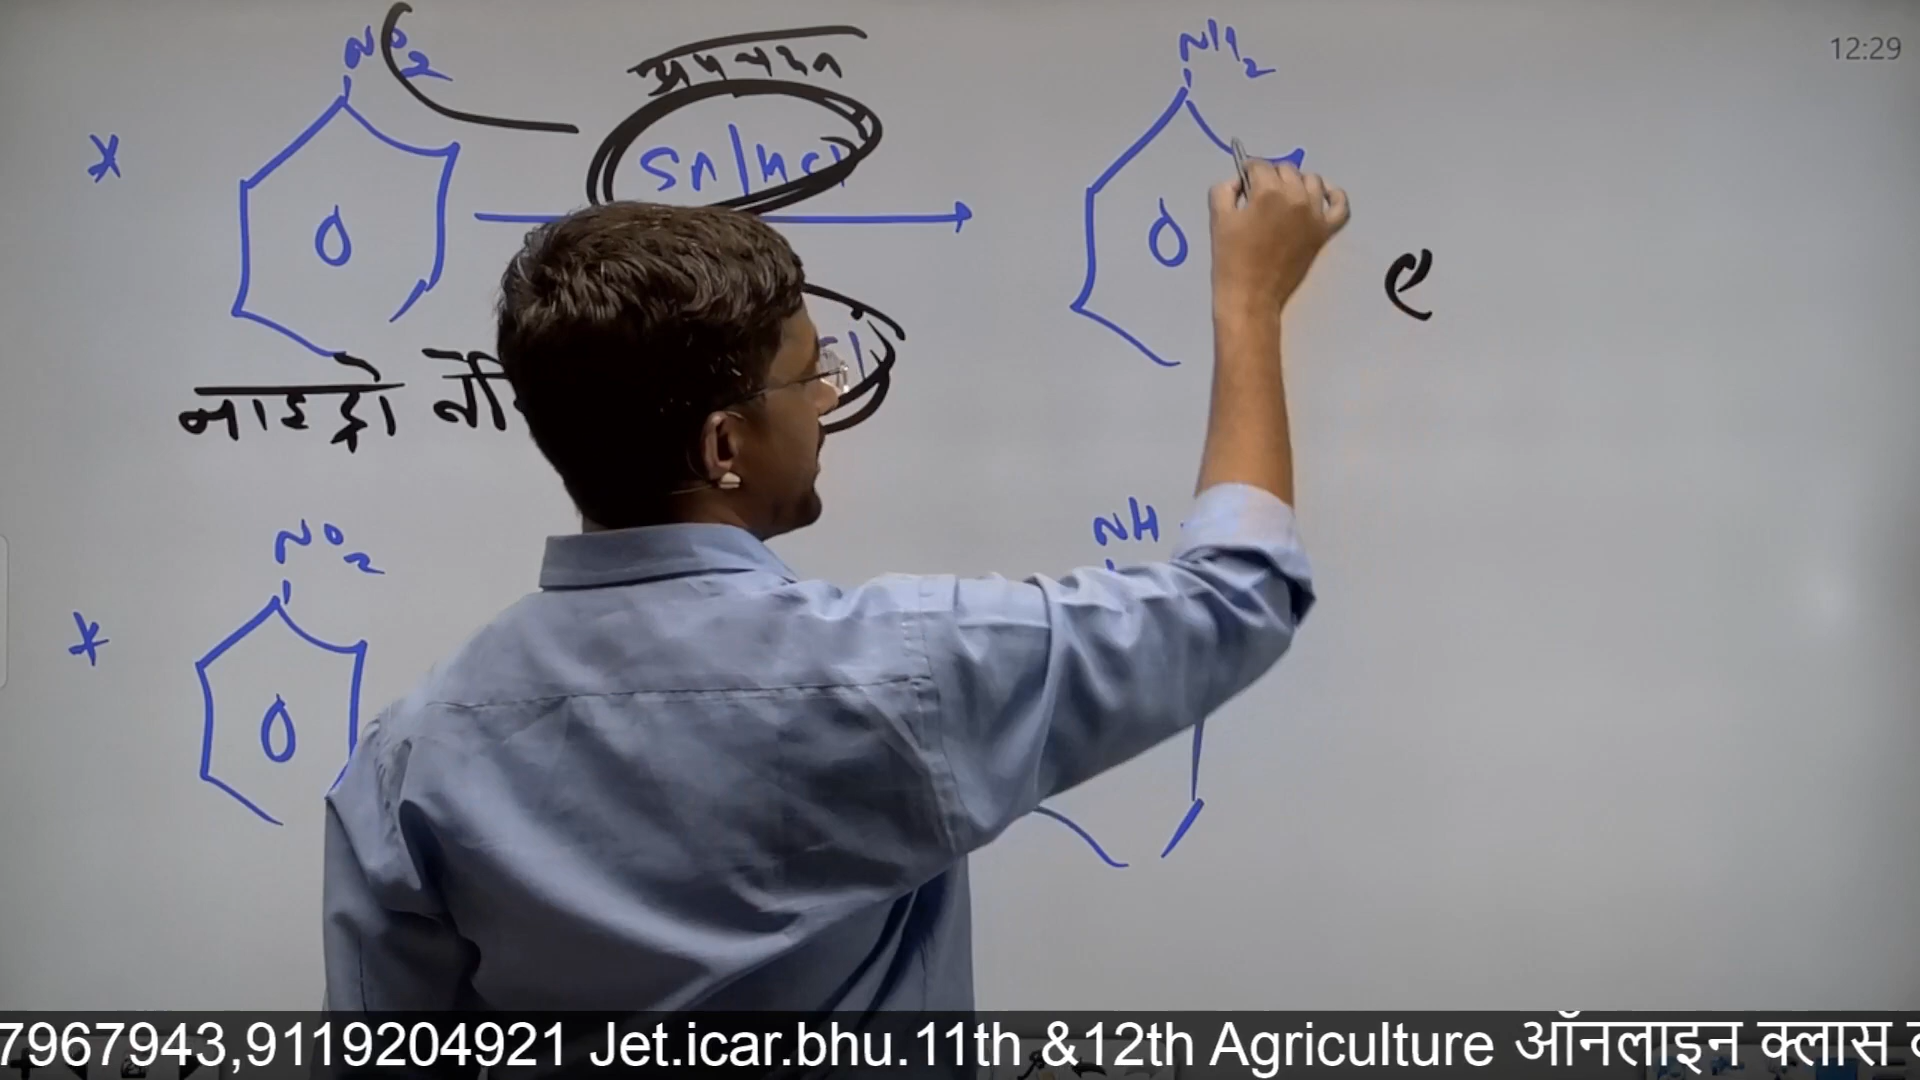 12:29
NO2
अपचयन
NH2
*
Sn/HCl
नाइट्रो
ए
*
NO2
NH
7967943,9119204921 Jet.icar.bhu.11th &12th Agriculture ऑनलाइन क्लास